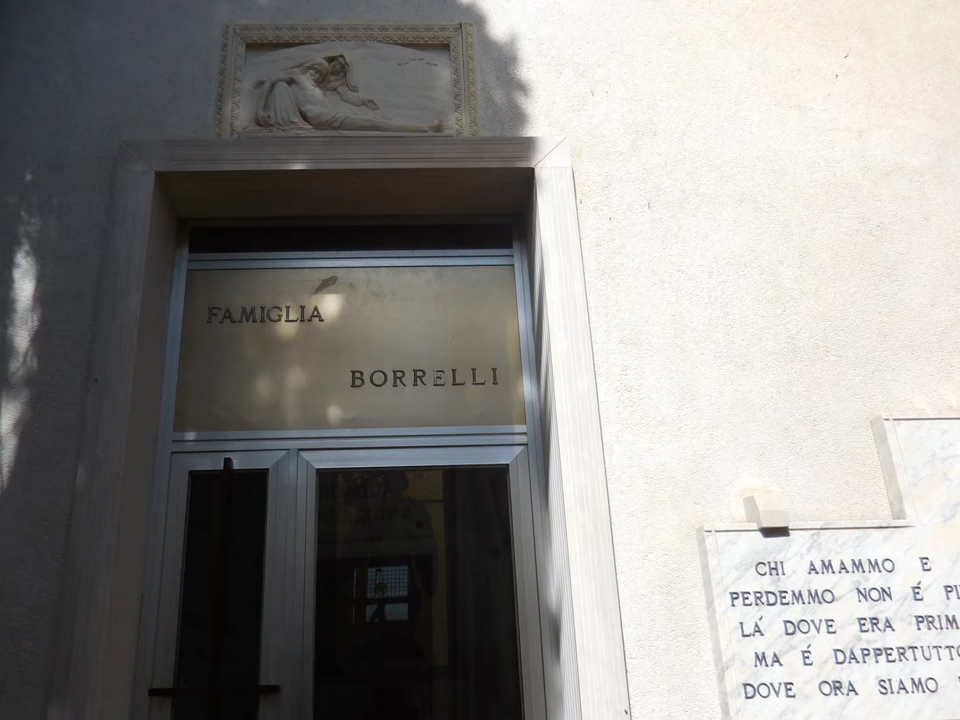 FAMIGLIA
BORRELLI
CHI AMAMMO E
PERDEMMO NON É
LÁ DOVE ERA
MA É DAPPERTUTTO
DOVE ORA SIAMO